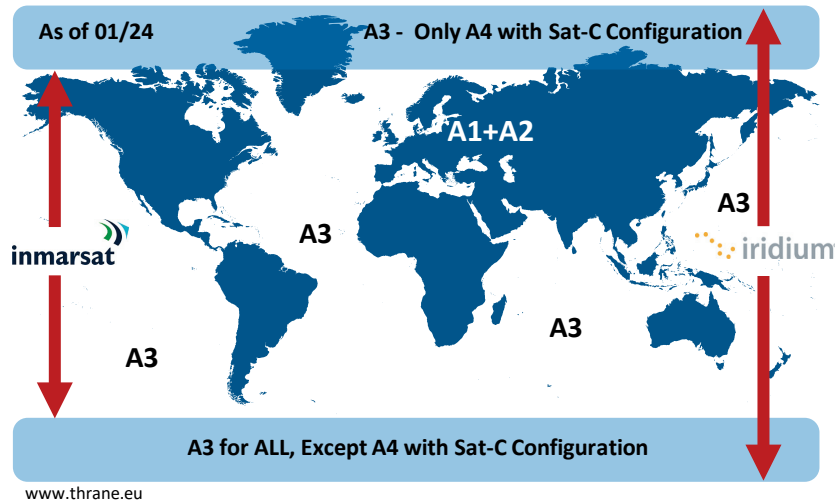 As of 01/24
A3 - Only A4 with Sat-C Configuration
A1+A2
A3
A3
inmarsat
iridium
A3
A3
A3 for ALL, Except A4 with Sat-C Configuration
www.thrane.eu